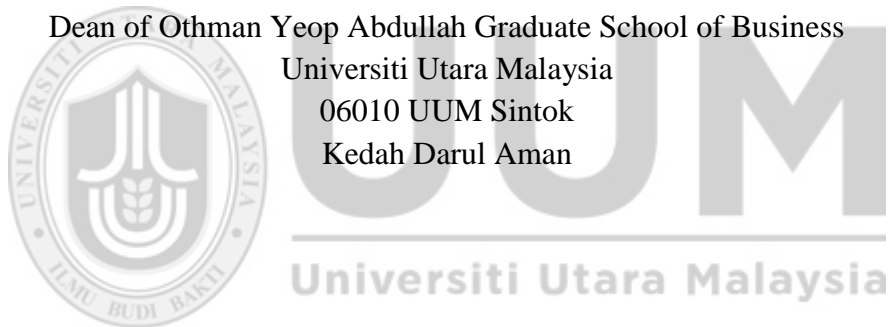 Dean of Othman Yeop Abdullah Graduate School of Business
Universiti Utara Malaysia
06010 UUM Sintok
Kedah Darul Aman
UUM
Universiti Utara Malaysia
UNIVERSITI UTARA MALAYSIA
ILMU BUDI BAKTI